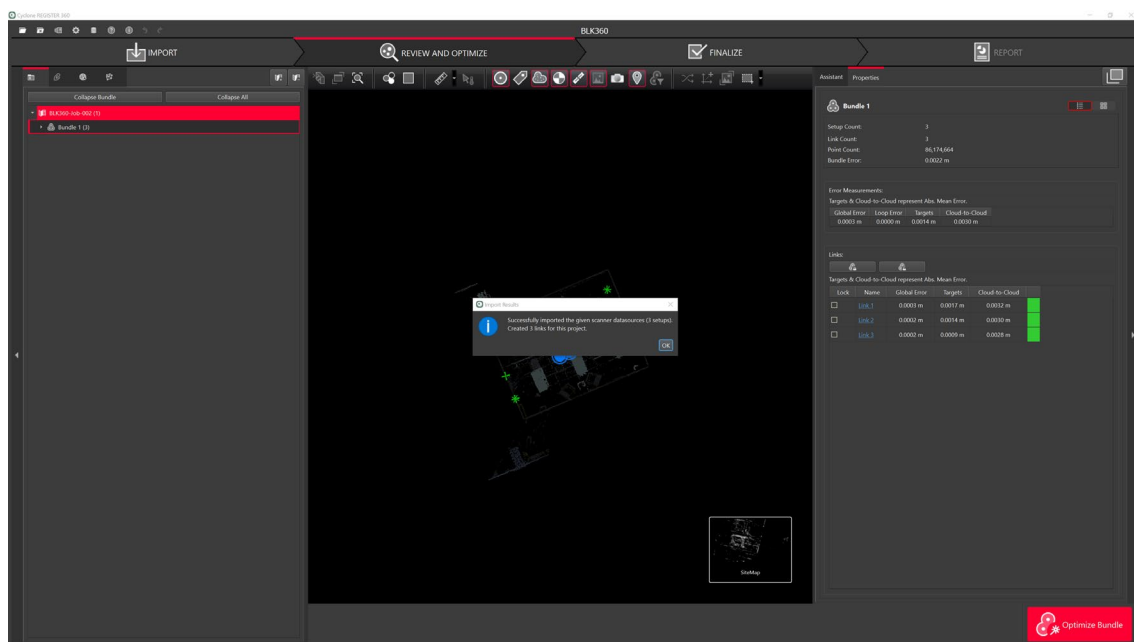 Cyclone REGISTER 360
BLK360
IMPORT
REVIEW AND OPTIMIZE
FINALIZE
REPORT
Collapse Bundle
Collapse All
BLK360-Job-002 (1)
Bundle 1 (3)
Import Results
Successfully imported the given scanner datasources (3 setups).
Created 3 links for this project.
OK
SiteMap
Assistant
Properties
Bundle 1
Setup Count: 3
Link Count: 3
Point Count: 86,174,664
Bundle Error: 0.0022 m
Error Measurements:
Targets & Cloud-to-Cloud represent Abs. Mean Error.
Global Error Loop Error Targets Cloud-to-Cloud
0.0003 m 0.0000 m 0.0014 m 0.0030 m
Links:
Targets & Cloud-to-Cloud represent Abs. Mean Error.
Lock Name Global Error Targets Cloud-to-Cloud
Link 1 0.0003 m 0.0017 m 0.0032 m
Link 2 0.0002 m 0.0014 m 0.0030 m
Link 3 0.0002 m 0.0009 m 0.0028 m
Optimize Bundle